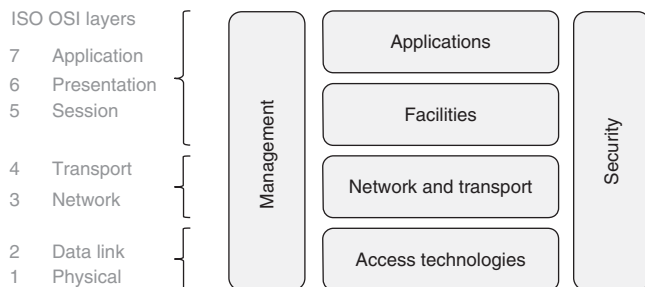 ISO OSI layers
7 Application
6 Presentation
5 Session
4 Transport
3 Network
2 Data link
1 Physical
Management
Applications
Facilities
Network and transport
Access technologies
Security